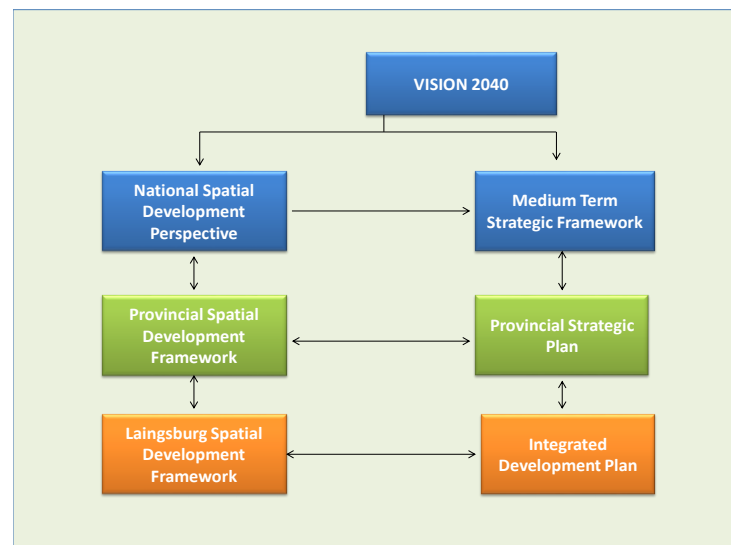 VISION 2040
National Spatial
Development
Perspective
Medium Term
Strategic Framework
Provincial Spatial
Development
Framework
Provincial Strategic
Plan
Laingsburg Spatial
Development
Framework
Integrated
Development Plan